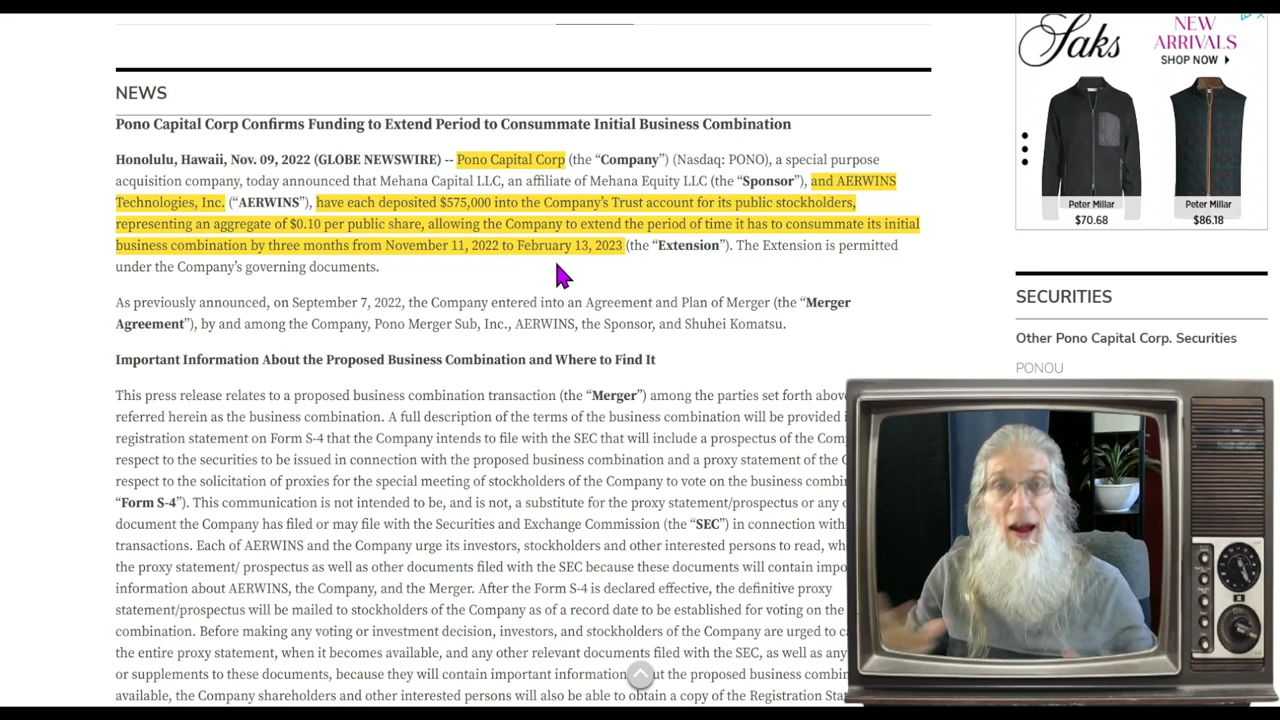 NEWS
Pono Capital Corp Confirms Funding to Extend Period to Consummate Initial Business Combination
Honolulu, Hawaii, Nov. 09, 2022 (GLOBE NEWSWIRE) -- Pono Capital Corp (the “Company”) (Nasdaq: PONO), a special purpose
acquisition company, today announced that Mehana Capital LLC, an affiliate of Mehana Equity LLC (the “Sponsor”), and AERWINS
Technologies, Inc. (“AERWINS”), have each deposited $575,000 into the Company’s Trust account for its public stockholders,
representing an aggregate of $0.10 per public share, allowing the Company to extend the period of time it has to consummate its initial
business combination by three months from November 11, 2022 to February 13, 2023 (the “Extension”). The Extension is permitted
under the Company’s governing documents.
As previously announced, on September 7, 2022, the Company entered into an Agreement and Plan of Merger (the “Merger
Agreement”), by and among the Company, Pono Merger Sub, Inc., AERWINS, the Sponsor, and Shuhei Komatsu.
Important Information About the Proposed Business Combination and Where to Find It
This press release relates to a proposed business combination transaction (the “Merger”) among the parties set forth above
referred herein as the business combination. A full description of the terms of the business combination will be provided
registration statement on Form S-4 that the Company intends to file with the SEC that will include a prospectus of the
respect to the securities to be issued in connection with the proposed business combination and a proxy statement of the
respect to the solicitation of proxies for the special meeting of stockholders of the Company to vote on the business
“Form S-4”). This communication is not intended to be, and is not, a substitute for the proxy statement/prospectus or any
document the Company has filed or may file with the Securities and Exchange Commission (the “SEC”) in connection with
transactions. Each of AERWINS and the Company urge its investors, stockholders and other interested persons to read,
the proxy statement/ prospectus as well as other documents filed with the SEC because these documents will contain
information about AERWINS, the Company, and the Merger. After the Form S-4 is declared effective, the definitive proxy
statement/prospectus will be mailed to stockholders of the Company as of a record date to be established for voting on the
combination. Before making any voting or investment decision, investors, and stockholders of the Company are urged to
the entire proxy statement, when it becomes available, and any other relevant documents filed with the SEC, as well as any
or supplements to these documents, because they will contain important information the proposed business
available, the Company shareholders and other interested persons will also be able to obtain a copy of the Registration
Saks
NEW
ARRIVALS
SHOP NOW
Peter Millar
$70.68
Peter Millar
$86.18
SECURITIES
Other Pono Capital Corp. Securities
PONOU